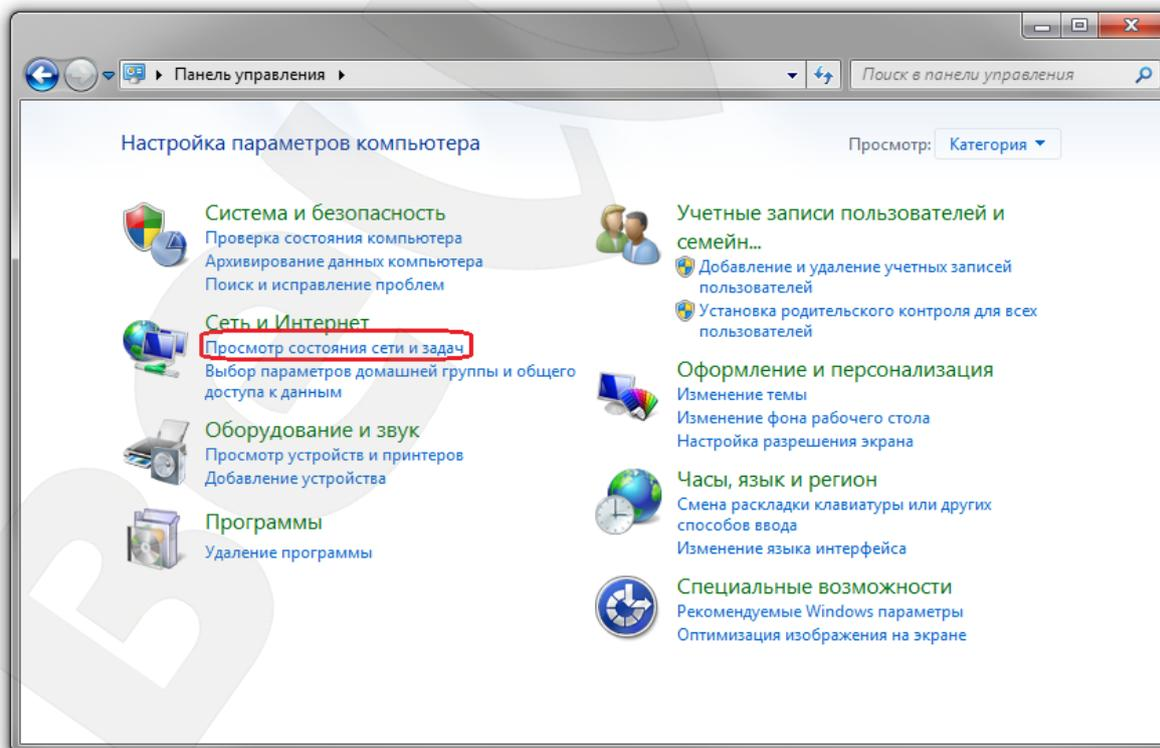 Панель управления
Поиск в панели управления
Настройка параметров компьютера
Просмотр: Категория
Система и безопасность
Проверка состояния компьютера
Архивирование данных компьютера
Поиск и исправление проблем
Сеть и Интернет
Просмотр состояния сети и задач
Выбор параметров домашней группы и общего
доступа к данным
Оборудование и звук
Просмотр устройств и принтеров
Добавление устройства
Программы
Удаление программы
Учетные записи пользователей и
семейн...
Добавление и удаление учетных записей
пользователей
Установка родительского контроля для всех
пользователей
Оформление и персонализация
Изменение темы
Изменение фона рабочего стола
Настройка разрешения экрана
Часы, язык и регион
Смена раскладки клавиатуры или других
способов ввода
Изменение языка интерфейса
Специальные возможности
Рекомендуемые Windows параметры
Оптимизация изображения на экране